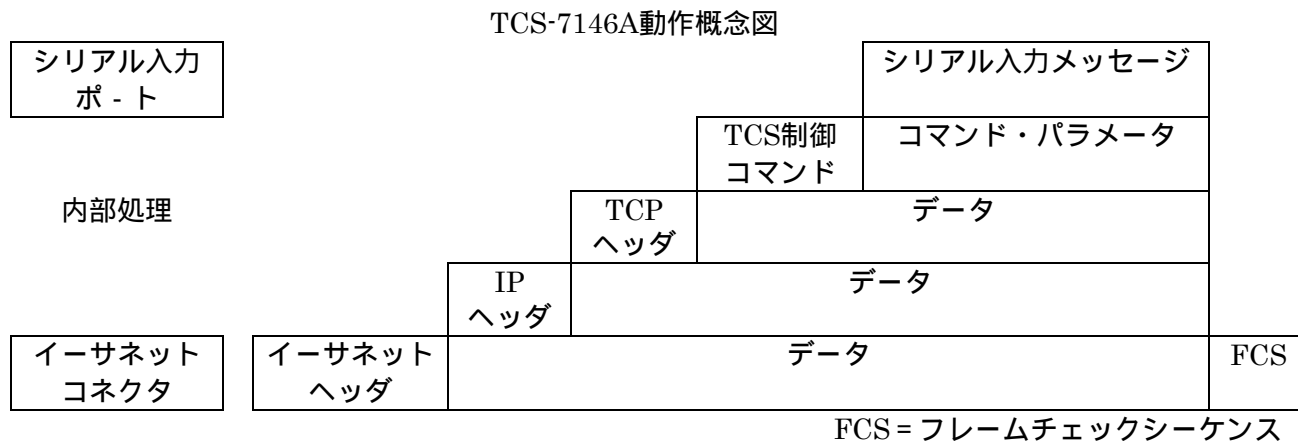 TCS-7146A動作概念図
シリアル入力
ポ - ト
シリアル入力メッセージ
TCS制御
コマンド
コマンド・パラメータ
内部処理
TCP
ヘッダ
データ
IP
ヘッダ
データ
イーサネット
コネクタ
イーサネット
ヘッダ
データ
FCS
FCS = フレームチェックシーケンス